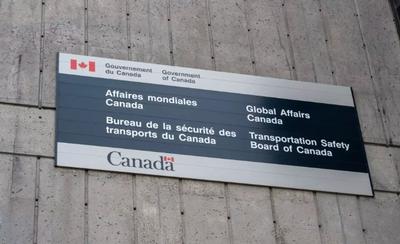 Gouvernement
du Canada
Government
of Canada
Affaires mondiales
Canada
Global Affairs
Canada
Bureau de la sécurité des
transports du Canada
Transportation Safety
Board of Canada
Canada